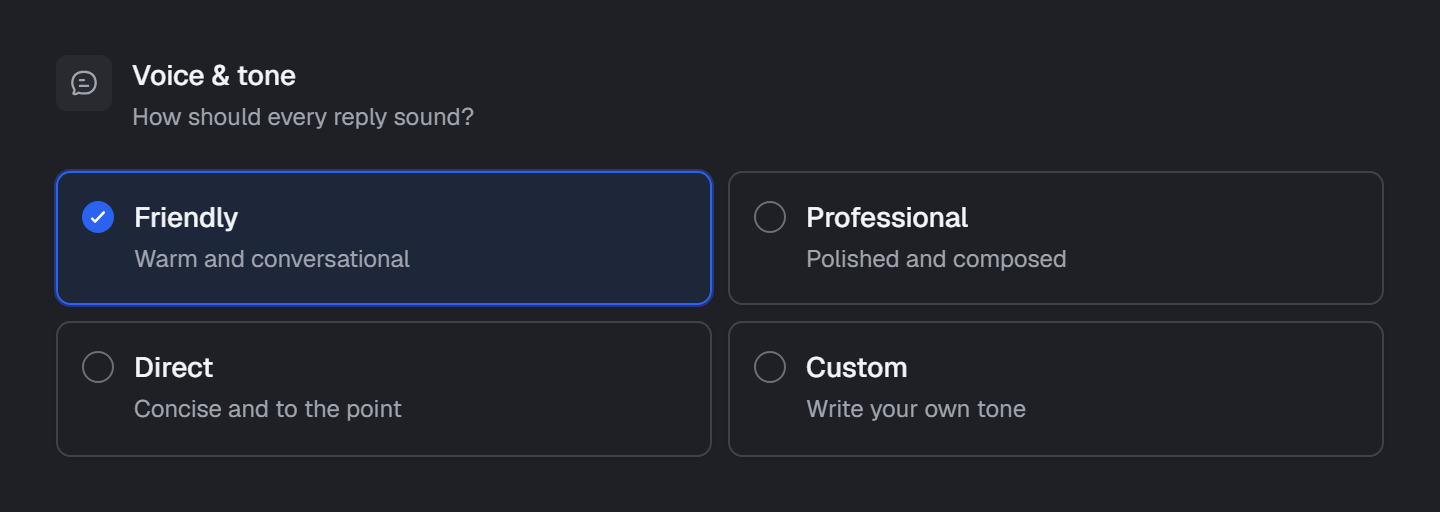 Voice & tone
How should every reply sound?
Friendly
Warm and conversational
Professional
Polished and composed
Direct
Concise and to the point
Custom
Write your own tone